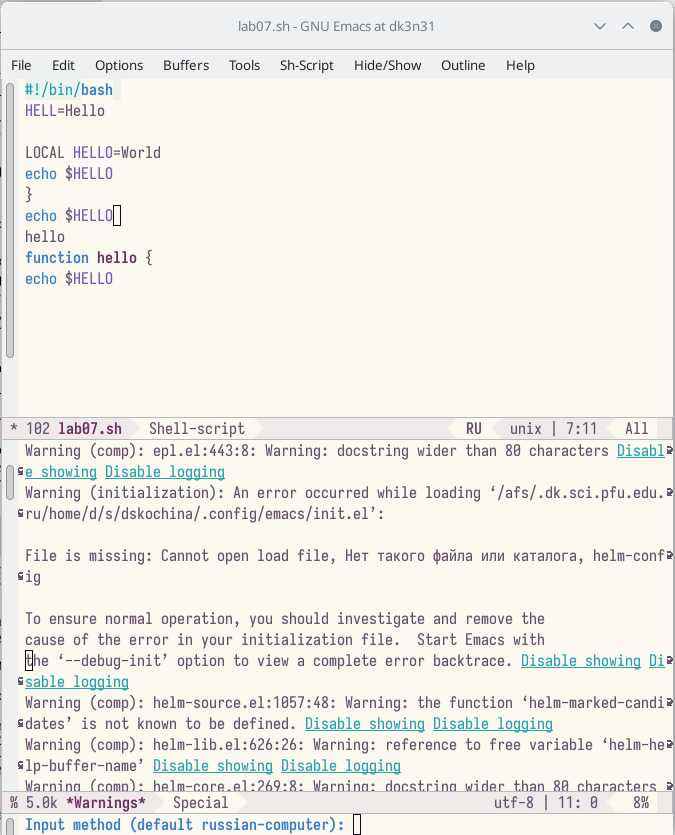 lab07.sh - GNU Emacs at dk3n31
File Edit Options Buffers Tools Sh-Script Hide/Show Outline Help
#!/bin/bash
HELL=Hello
LOCAL HELLO=World
echo $HELLO
}
echo $HELLO
hello
function hello {
echo $HELLO
* 102 lab07.sh Shell-script RU unix | 7:11 All
Warning (comp): epl.el:443:8: Warning: docstring wider than 80 characters Disabl
e showing Disable logging
Warning (initialization): An error occurred while loading ‘/afs/.dk.sci.pfu.edu.
ru/home/d/s/dskochina/.config/emacs/init.el’:
File is missing: Cannot open load file, Нет такого файла или каталога, helm-conf
ig
To ensure normal operation, you should investigate and remove the
cause of the error in your initialization file.  Start Emacs with
the ‘--debug-init’ option to view a complete error backtrace. Disable showing Di
sable logging
Warning (comp): helm-source.el:1057:48: Warning: the function ‘helm-marked-candi
dates’ is not known to be defined. Disable showing Disable logging
Warning (comp): helm-lib.el:626:26: Warning: reference to free variable ‘helm-he
lp-buffer-name’ Disable showing Disable logging
Warning (comp): helm-core.el:269:8: Warning: docstring wider than 80 characters
% 5.0k *Warnings* Special utf-8 | 11: 0 8%
Input method (default russian-computer):